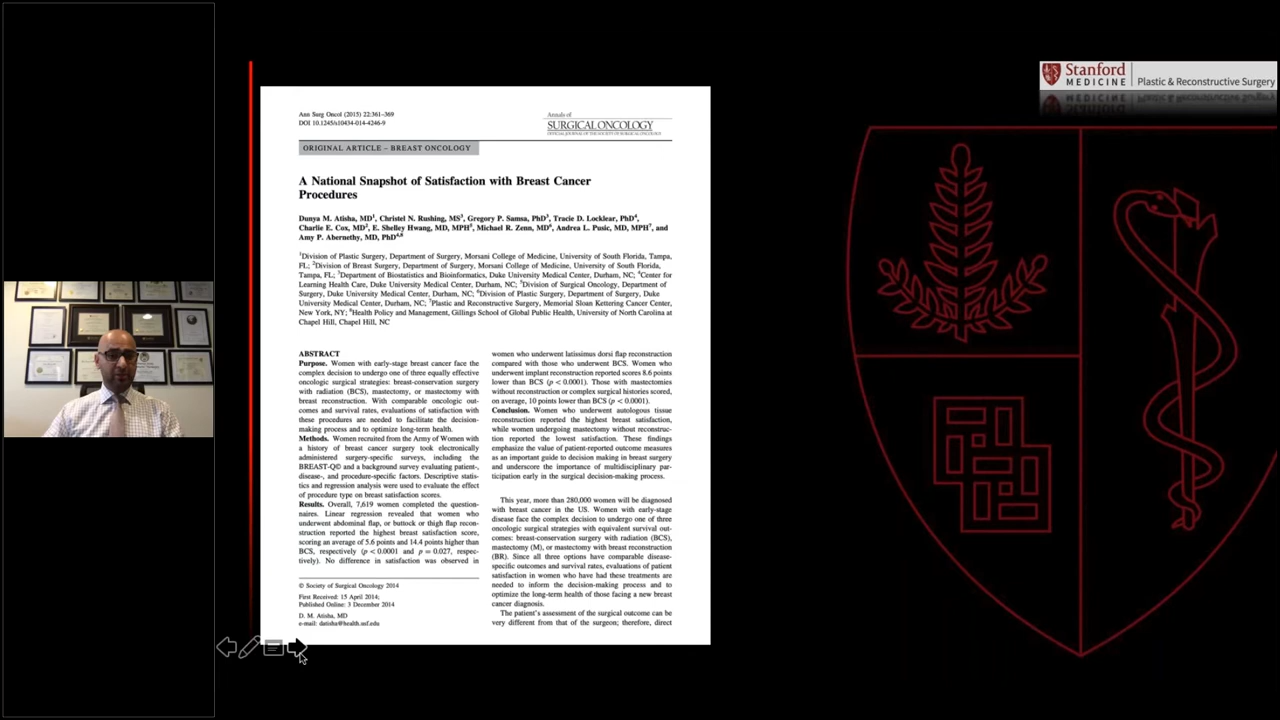 Stanford
MEDICINE
Plastic & Reconstructive Surgery
Ann Surg Oncol (2015) 22:361–369
DOI 10.1245/s10434-014-4246-9
Annals of
SURGICAL ONCOLOGY
OFFICIAL JOURNAL OF THE SOCIETY OF SURGICAL ONCOLOGY
ORIGINAL ARTICLE – BREAST ONCOLOGY
A National Snapshot of Satisfaction with Breast Cancer
Procedures
Dunya M. Atisha, MD1, Christel N. Rushing, MS3, Gregory P. Samsa, PhD3, Tracie D. Locklear, PhD4,
Charlie E. Cox, MD2, E. Shelley Hwang, MD, MPH5, Michael R. Zenn, MD6, Andrea L. Pusic, MD, MPH7, and
Amy P. Abernethy, MD, PhD4,8
1Division of Plastic Surgery, Department of Surgery, Morsani College of Medicine, University of South Florida, Tampa,
FL; 2Division of Breast Surgery, Department of Surgery, Morsani College of Medicine, University of South Florida,
Tampa, FL; 3Department of Biostatistics and Bioinformatics, Duke University Medical Center, Durham, NC; 4Center for
Learning Health Care, Duke University Medical Center, Durham, NC; 5Division of Surgical Oncology, Department of
Surgery, Duke University Medical Center, Durham, NC; 6Division of Plastic Surgery, Department of Surgery, Duke
University Medical Center, Durham, NC; 7Plastic and Reconstructive Surgery, Memorial Sloan Kettering Cancer Center,
New York, NY; 8Health Policy and Management, Gillings School of Global Public Health, University of North Carolina at
Chapel Hill, Chapel Hill, NC
ABSTRACT
Purpose. Women with early-stage breast cancer face the
complex decision to undergo one of three equally effective
oncologic surgical strategies: breast-conservation surgery
with radiation (BCS), mastectomy, or mastectomy with
breast reconstruction. With comparable oncologic out-
comes and survival rates, evaluations of satisfaction with
these procedures are needed to facilitate the decision-
making process and to optimize long-term health.
Methods. Women recruited from the Army of Women with
a history of breast cancer surgery took electronically
administered surgery-specific surveys, including the
BREAST-Q© and a background survey evaluating patient-,
disease-, and procedure-specific factors. Descriptive statis-
tics and regression analysis were used to evaluate the effect
of procedure type on breast satisfaction scores.
Results. Overall, 7,619 women completed the question-
naires. Linear regression revealed that women who
underwent abdominal flap, or buttock or thigh flap recon-
struction reported the highest breast satisfaction score,
scoring an average of 5.6 points and 14.4 points higher than
BCS, respectively (p < 0.0001 and p = 0.027, respec-
tively). No difference in satisfaction was observed in
© Society of Surgical Oncology 2014
First Received: 15 April 2014;
Published Online: 3 December 2014
D. M. Atisha, MD
e-mail: datisha@health.usf.edu
women who underwent latissimus dorsi flap reconstruction
compared with those who underwent BCS. Women who
underwent implant reconstruction reported scores 8.6 points
lower than BCS (p < 0.0001). Those with mastectomies
without reconstruction or complex surgical histories scored,
on average, 10 points lower than BCS (p < 0.0001).
Conclusion. Women who underwent autologous tissue
reconstruction reported the highest breast satisfaction,
while women undergoing mastectomy without reconstruc-
tion reported the lowest satisfaction. These findings
emphasize the value of patient-reported outcome measures
as an important guide to decision making in breast surgery
and underscore the importance of multidisciplinary par-
ticipation early in the surgical decision-making process.
This year, more than 280,000 women will be diagnosed
with breast cancer in the US. Women with early-stage
disease face the complex decision to undergo one of three
oncologic surgical strategies with equivalent survival out-
comes: breast-conservation surgery with radiation (BCS),
mastectomy (M), or mastectomy with breast reconstruction
(BR). Since all three options have comparable disease-
specific outcomes and survival rates, evaluations of patient
satisfaction in women who have had these treatments are
needed to inform the decision-making process and to
optimize the long-term health of those facing a new breast
cancer diagnosis.
The patient's assessment of the surgical outcome can be
very different from that of the surgeon; therefore, direct